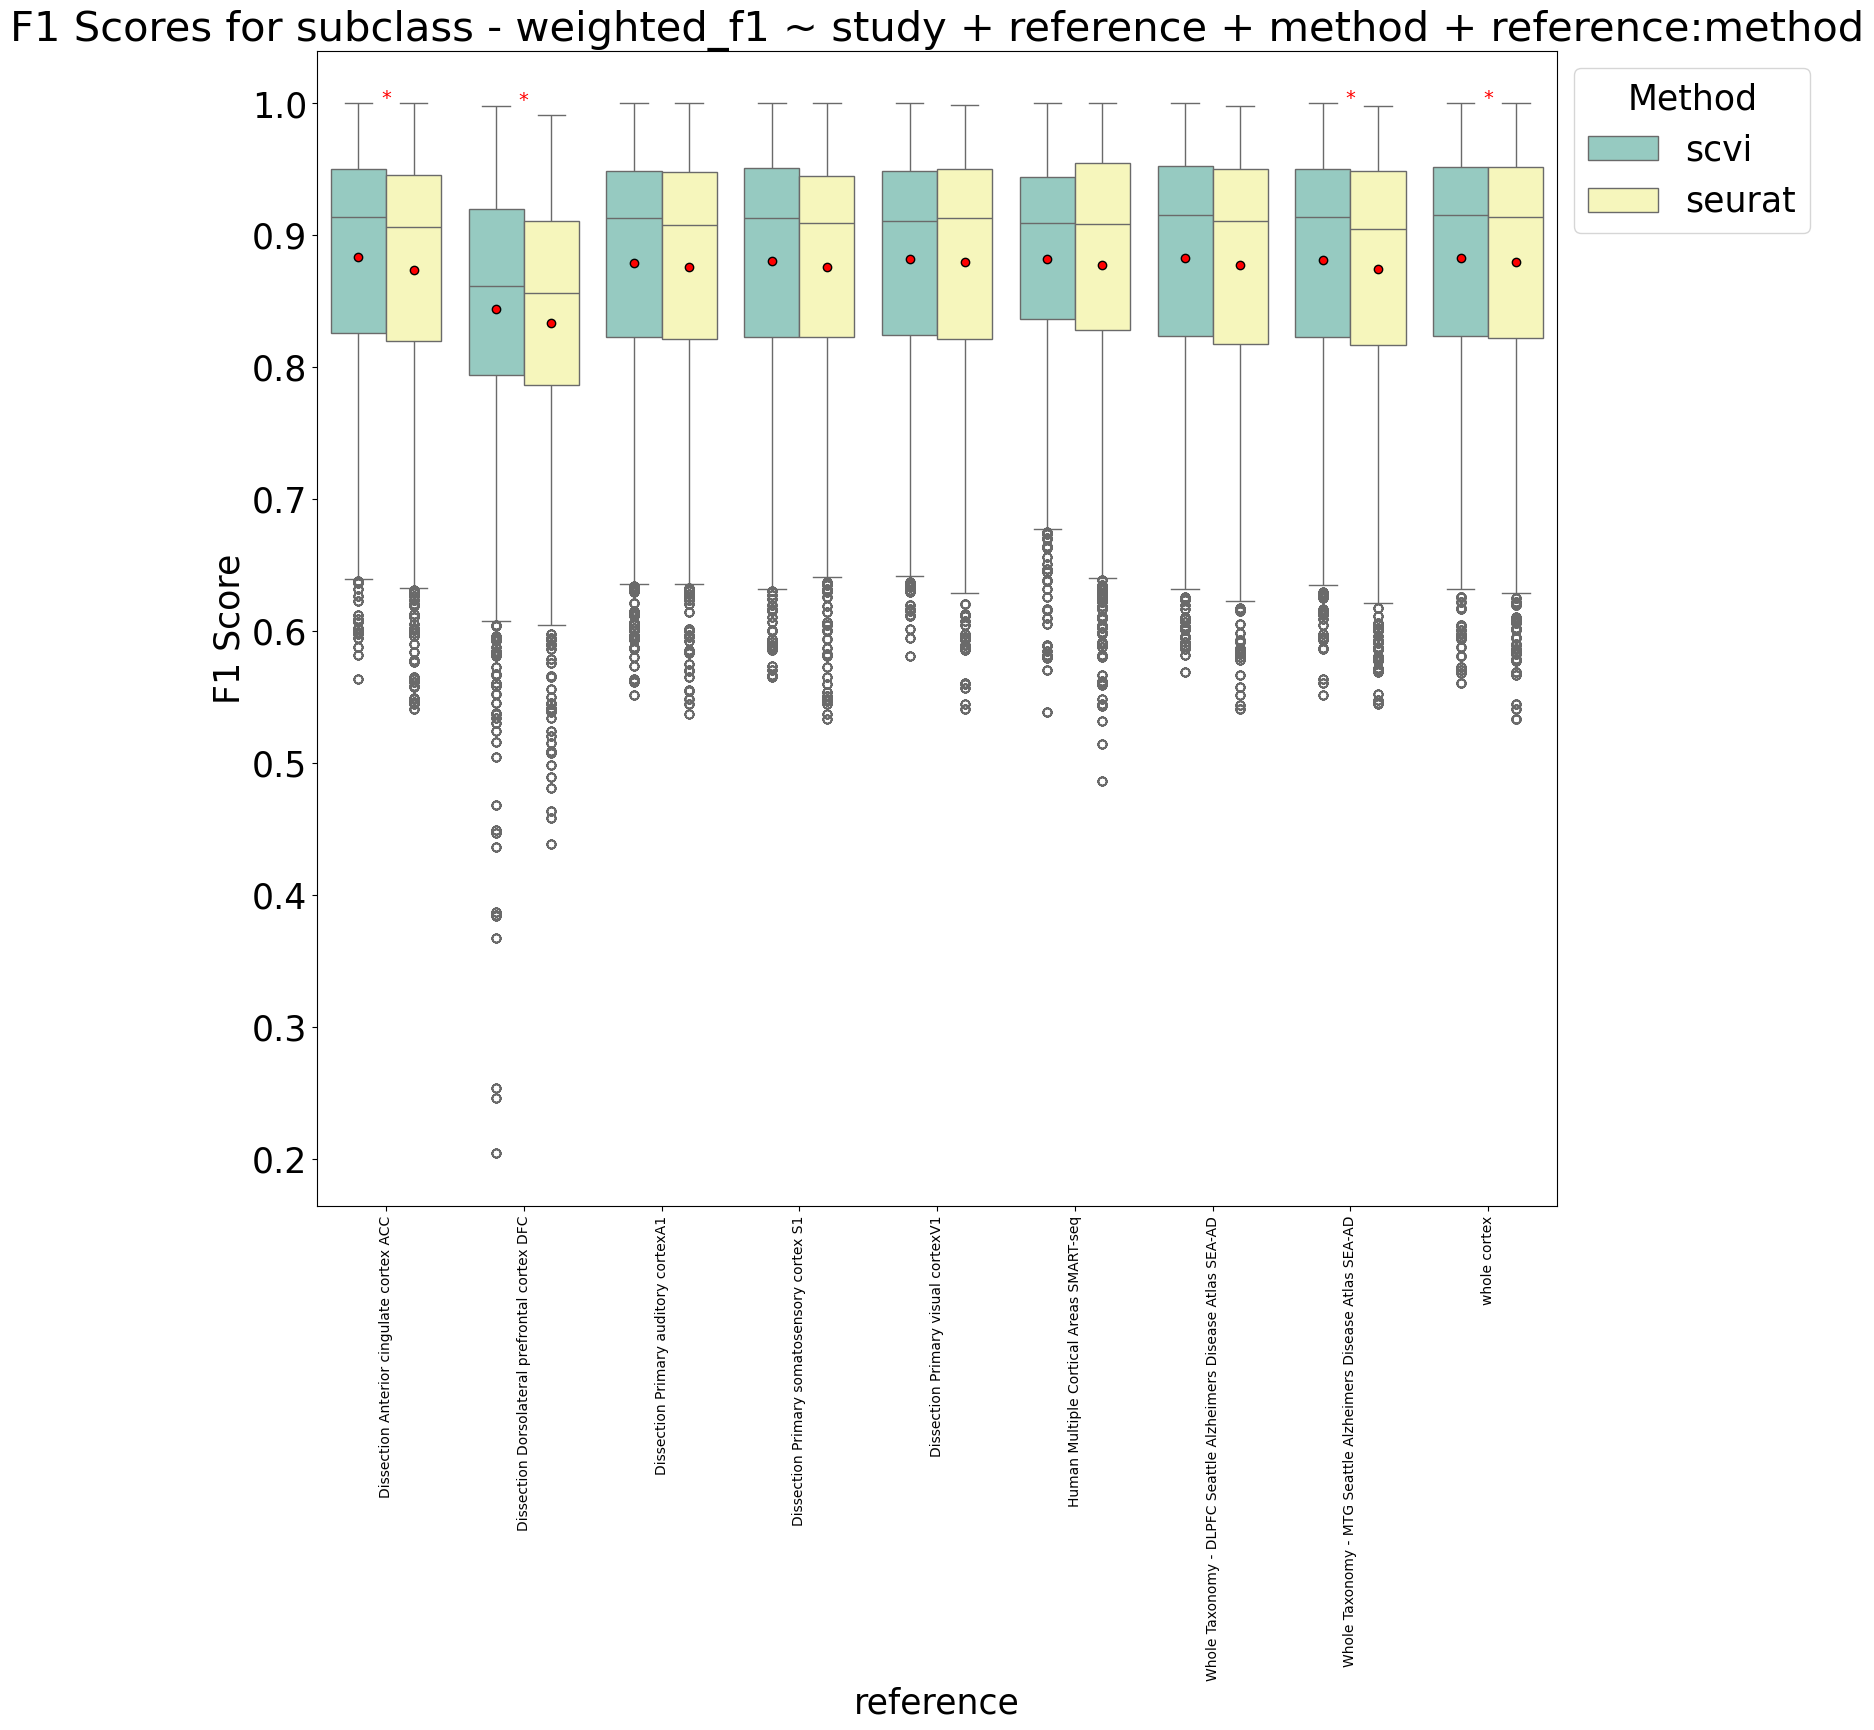 F1 Scores for subclass - weighted_f1 ~ study + reference + method + reference:method
Method
scvi
seurat
* * * *
1.0
0.9
0.8
0.7
0.6
0.5
0.4
0.3
0.2
F1 Score
Dissection Anterior cingulate cortex ACC
Dissection Dorsolateral prefrontal cortex DFC
Dissection Primary auditory cortexA1
Dissection Primary somatosensory cortex S1
Dissection Primary visual cortexV1
Human Multiple Cortical Areas SMART-seq
Whole Taxonomy - DLPFC Seattle Alzheimers Disease Atlas SEA-AD
Whole Taxonomy - MTG Seattle Alzheimers Disease Atlas SEA-AD
whole cortex
reference